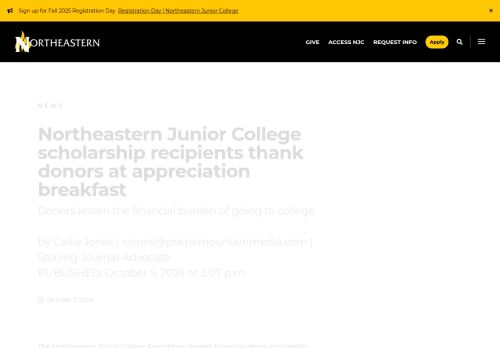 Sign up for Fall 2025 Registration Day Registration Day | Northeastern Junior College ×
NORTHEASTERN GIVE ACCESS NJC REQUEST INFO Apply
NEWS
Northeastern Junior College
scholarship recipients thank
donors at appreciation
breakfast
Donors lessen the financial burden of going to college
By Callie Jones | cjones@prairiemountainmedia.com |
Sterling Journal-Advocate
PUBLISHED: October 5, 2024 at 3:07 p.m.
October 7, 2024